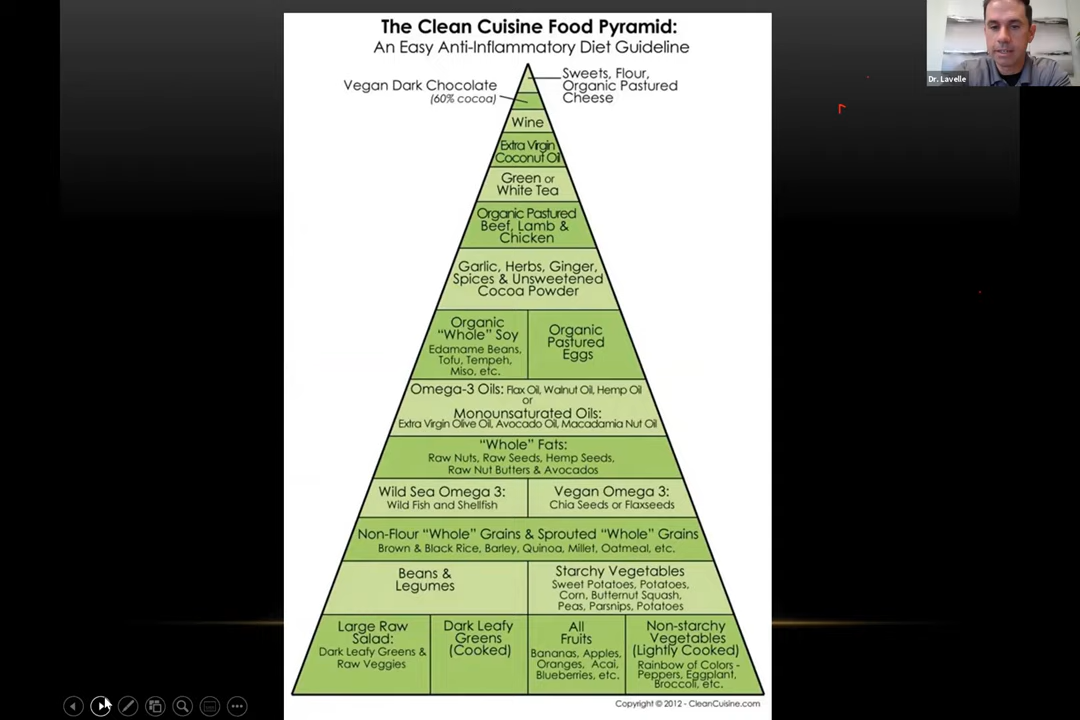 The Clean Cuisine Food Pyramid:
An Easy Anti-Inflammatory Diet Guideline
Dr. Lavelle
Vegan Dark Chocolate
(60% cocoa)
Sweets, Flour,
Organic Pastured
Cheese
Wine
Extra Virgin
Coconut Oil
Green or
White Tea
Organic Pastured
Beef, Lamb &
Chicken
Garlic, Herbs, Ginger,
Spices & Unsweetened
Cocoa Powder
Organic
“Whole” Soy
Edamame Beans,
Tofu, Tempeh,
Miso, etc.
Organic
Pastured
Eggs
Omega-3 Oils: Flax Oil, Walnut Oil, Hemp Oil
or
Monounsaturated Oils:
Extra Virgin Olive Oil, Avocado Oil, Macadamia Nut Oil
“Whole” Fats:
Raw Nuts, Raw Seeds, Hemp Seeds,
Raw Nut Butters & Avocados
Wild Sea Omega 3:
Wild Fish and Shellfish
Vegan Omega 3:
Chia Seeds or Flaxseeds
Non-Flour “Whole” Grains & Sprouted “Whole” Grains
Brown & Black Rice, Barley, Quinoa, Millet, Oatmeal, etc.
Beans &
Legumes
Starchy Vegetables
Sweet Potatoes, Potatoes,
Corn, Butternut Squash,
Peas, Parsnips, Potatoes
Large Raw
Salad:
Dark Leafy Greens &
Raw Veggies
Dark Leafy
Greens
(Cooked)
All
Fruits
Bananas, Apples,
Oranges, Acai,
Blueberries, etc.
Non-starchy
Vegetables
(Lightly Cooked)
Rainbow of Colors -
Peppers, Eggplant,
Broccoli, etc.
Copyright © 2012 - CleanCuisine.com